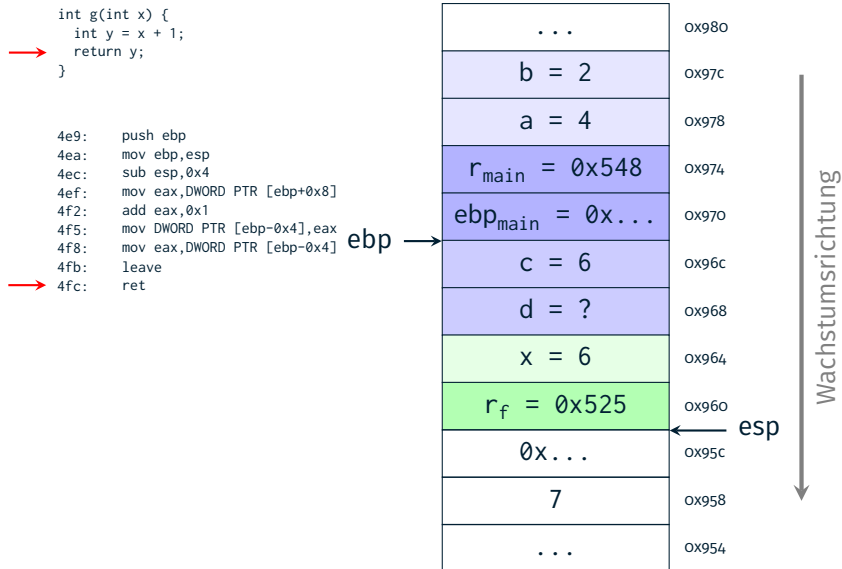 int g(int x) {
int y = x + 1;
return y;
}
4e9: push ebp
4ea: mov ebp,esp
4ec: sub esp,0x4
4ef: mov eax,DWORD PTR [ebp+0x8]
4f2: add eax,0x1
4f5: mov DWORD PTR [ebp-0x4],eax
4f8: mov eax,DWORD PTR [ebp-0x4]
4fb: leave
4fc: ret
ebp
... 0x980
b = 2 0x97c
a = 4 0x978
r_main = 0x548 0x974
ebp_main = 0x... 0x970
c = 6 0x96c
d = ? 0x968
x = 6 0x964
r_f = 0x525 0x960
esp
0x... 0x95c
7 0x958
... 0x954
Wachstumsrichtung